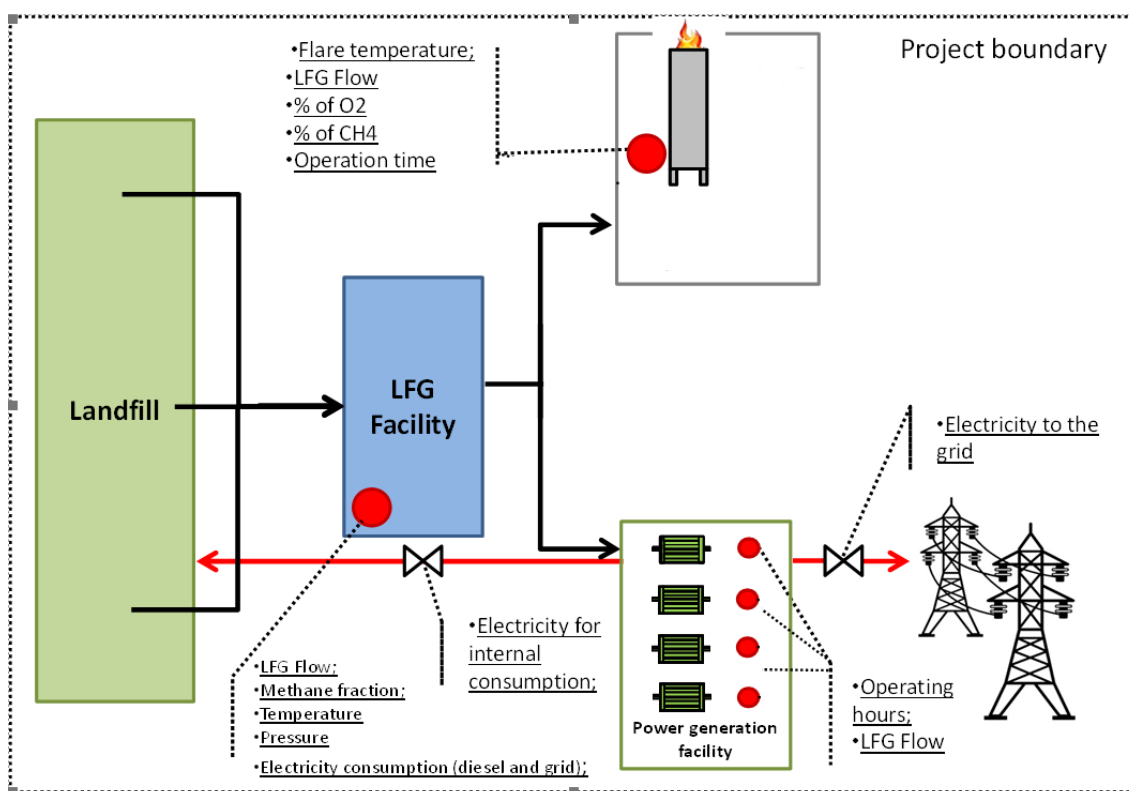 •Flare temperature;
•LFG Flow
•% of O2
•% of CH4
•Operation time
Project boundary
Landfill
LFG
Facility
•Electricity to the
grid
•Electricity for
internal
consumption;
•LFG Flow;
•Methane fraction;
•Temperature
•Pressure
•Electricity consumption (diesel and grid);
Power generation
facility
•Operating
hours;
•LFG Flow